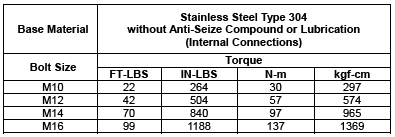 Base Material
Stainless Steel Type 304
without Anti-Seize Compound or Lubrication
(Internal Connections)
Bolt Size
Torque
FT-LBS IN-LBS N-m kgf-cm
M10 22 264 30 297
M12 42 504 57 574
M14 70 840 97 965
M16 99 1188 137 1369